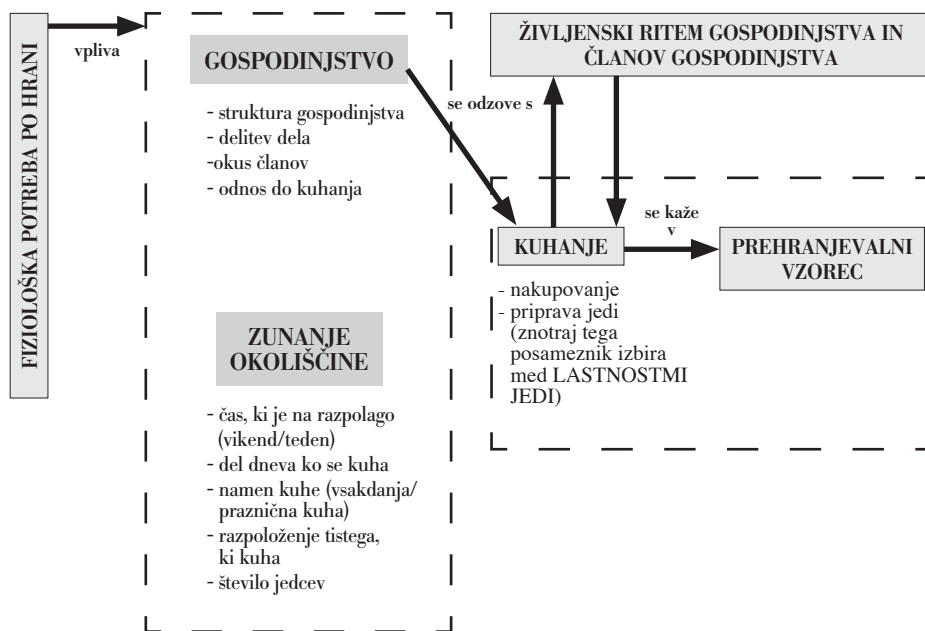 FIZIOLOŠKA POTREBA PO HRANI
vpliva
GOSPODINJSTVO
- struktura gospodinjstva
- delitev dela
-okus članov
- odnos do kuhanja
ZUNANJE
OKOLIŠČINE
- čas, ki je na razpolago
(vikend/teden)
- del dneva ko se kuha
- namen kuhe (vsakdanja/
praznična kuha)
- razpoloženje tistega,
ki kuha
- število jedcev
se odzove s
ŽIVLJENSKI RITEM GOSPODINJSTVA IN
ČLANOV GOSPODINJSTVA
KUHANJE
- nakupovanje
- priprava jedi
(znotraj tega
posameznik izbira
med LASTNOSTMI
JEDI)
se kaže
v
PREHRANJEVALNI
VZOREC